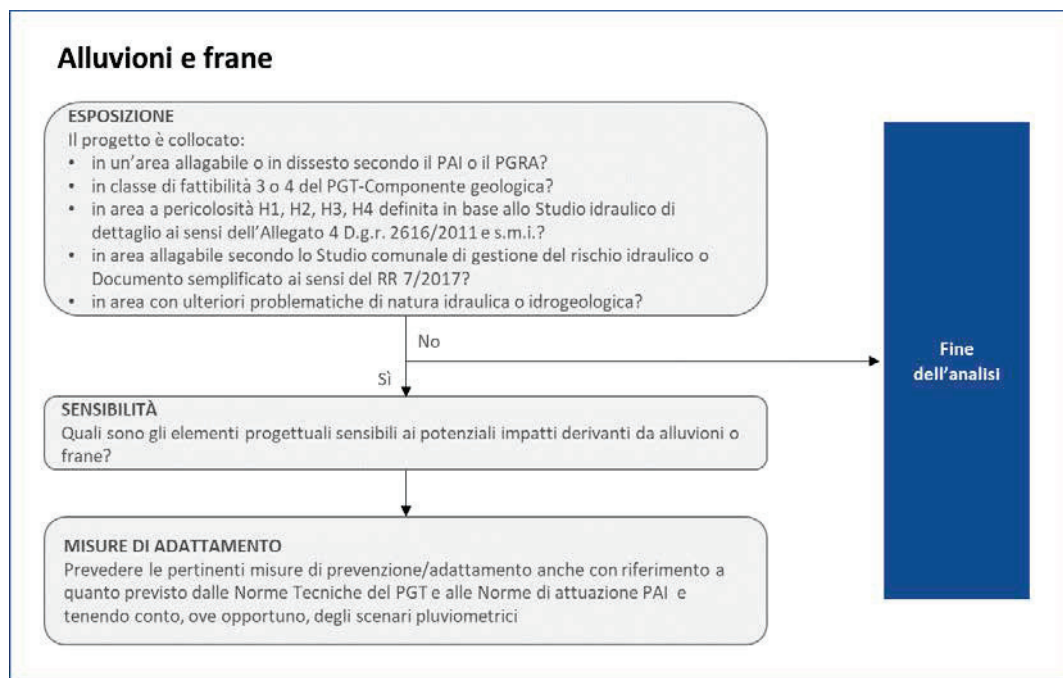 Alluvioni e frane
ESPOSIZIONE
Il progetto è collocato:
• in un'area allagabile o in dissesto secondo il PAI o il PGRA?
• in classe di fattibilità 3 o 4 del PGT-Componente geologica?
• in area a pericolosità H1, H2, H3, H4 definita in base allo Studio idraulico di
dettaglio ai sensi dell'Allegato 4 D.g.r. 2616/2011 e s.m.i.?
• in area allagabile secondo lo Studio comunale di gestione del rischio idraulico o
Documento semplificato ai sensi del RR 7/2017?
• in area con ulteriori problematiche di natura idraulica o idrogeologica?
No
Sì
Fine
dell'analisi
SENSIBILITÀ
Quali sono gli elementi progettuali sensibili ai potenziali impatti derivanti da alluvioni o
frane?
MISURE DI ADATTAMENTO
Prevedere le pertinenti misure di prevenzione/adattamento anche con riferimento a
quanto previsto dalle Norme Tecniche del PGT e alle Norme di attuazione PAI e
tenendo conto, ove opportuno, degli scenari pluviometrici